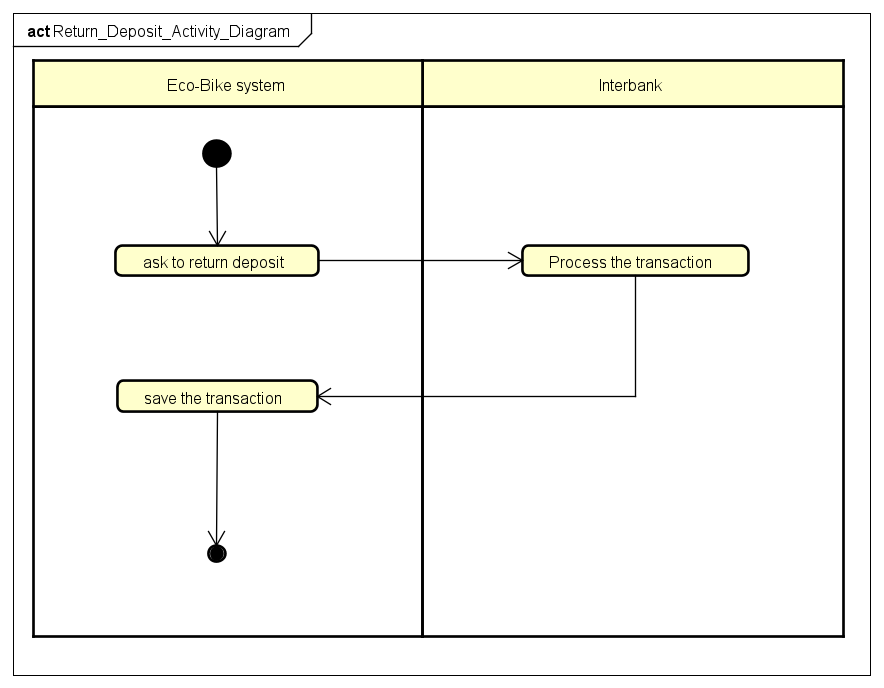 act Return_Deposit_Activity_Diagram
Eco-Bike system
Interbank
ask to return deposit
Process the transaction
save the transaction